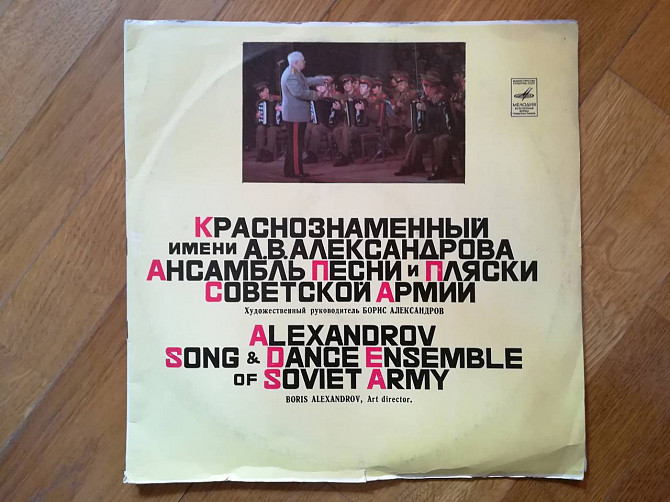 МЕЛОДИЯ
КРАСНОЗНАМЕННЫЙ
ИМЕНИ А.В.АЛЕКСАНДРОВА
АНСАМБЛЬ ПЕСНИ И ПЛЯСКИ
СОВЕТСКОЙ АРМИИ
Художественный руководитель БОРИС АЛЕКСАНДРОВ
ALEXANDROV
SONG & DANCE ENSEMBLE
OF SOVIET ARMY
BORIS ALEXANDROV, Art director.